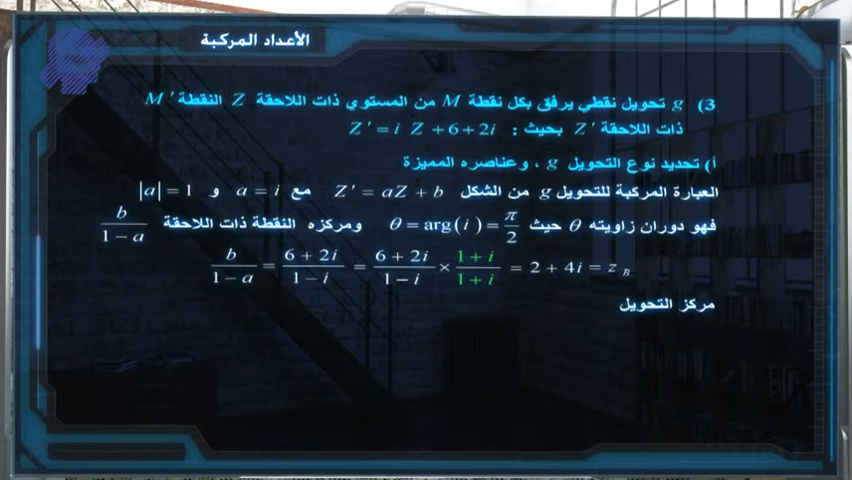 الأعداد المركبة
3) g تحويل نقطي يرفق بكل نقطة M من المستوي ذات اللاحقة Z النقطة M'
ذات اللاحقة Z' بحيث : Z' = i Z + 6 + 2i
أ) تحديد نوع التحويل g ، وعناصره المميزة
العبارة المركبة للتحويل g من الشكل Z' = aZ + b مع a = i و |a| = 1
فهو دوران زاويته θ حيث θ = arg(i) = π/2 ومركزه النقطة ذات اللاحقة b/(1-a)
b/(1-a) = (6+2i)/(1-i) = (6+2i)/(1-i) × (1+i)/(1+i) = 2 + 4i = z_B
مركز التحويل